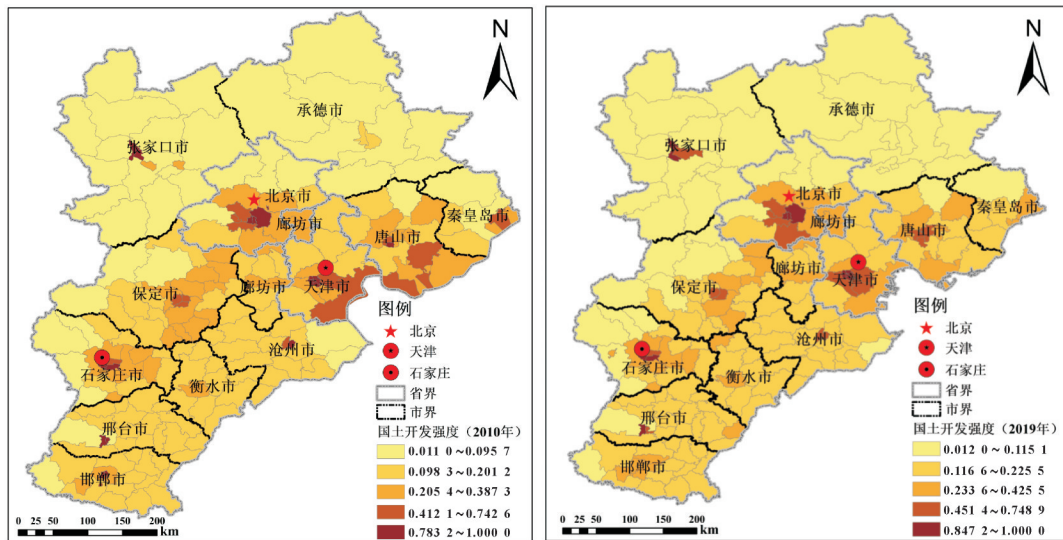 N
承德市
张家口市
北京市
廊坊市
秦皇岛市
唐山市
廊坊市
天津市
保定市
沧州市
石家庄市
衡水市
邢台市
邯郸市
图例
北京
天津
石家庄
省界
市界
国土开发强度（2010年）
0.011 0～0.095 7
0.098 3～0.201 2
0.205 4～0.387 3
0.412 1～0.742 6
0.783 2～1.000 0
0 25 50 100 150 200
km
N
承德市
张家口市
北京市
廊坊市
秦皇岛市
唐山市
廊坊市
天津市
保定市
沧州市
石家庄市
衡水市
邢台市
邯郸市
图例
北京
天津
石家庄
省界
市界
国土开发强度（2019年）
0.012 0～0.115 1
0.116 6～0.225 5
0.233 6～0.425 5
0.451 4～0.748 9
0.847 2～1.000 0
0 25 50 100 150 200
km